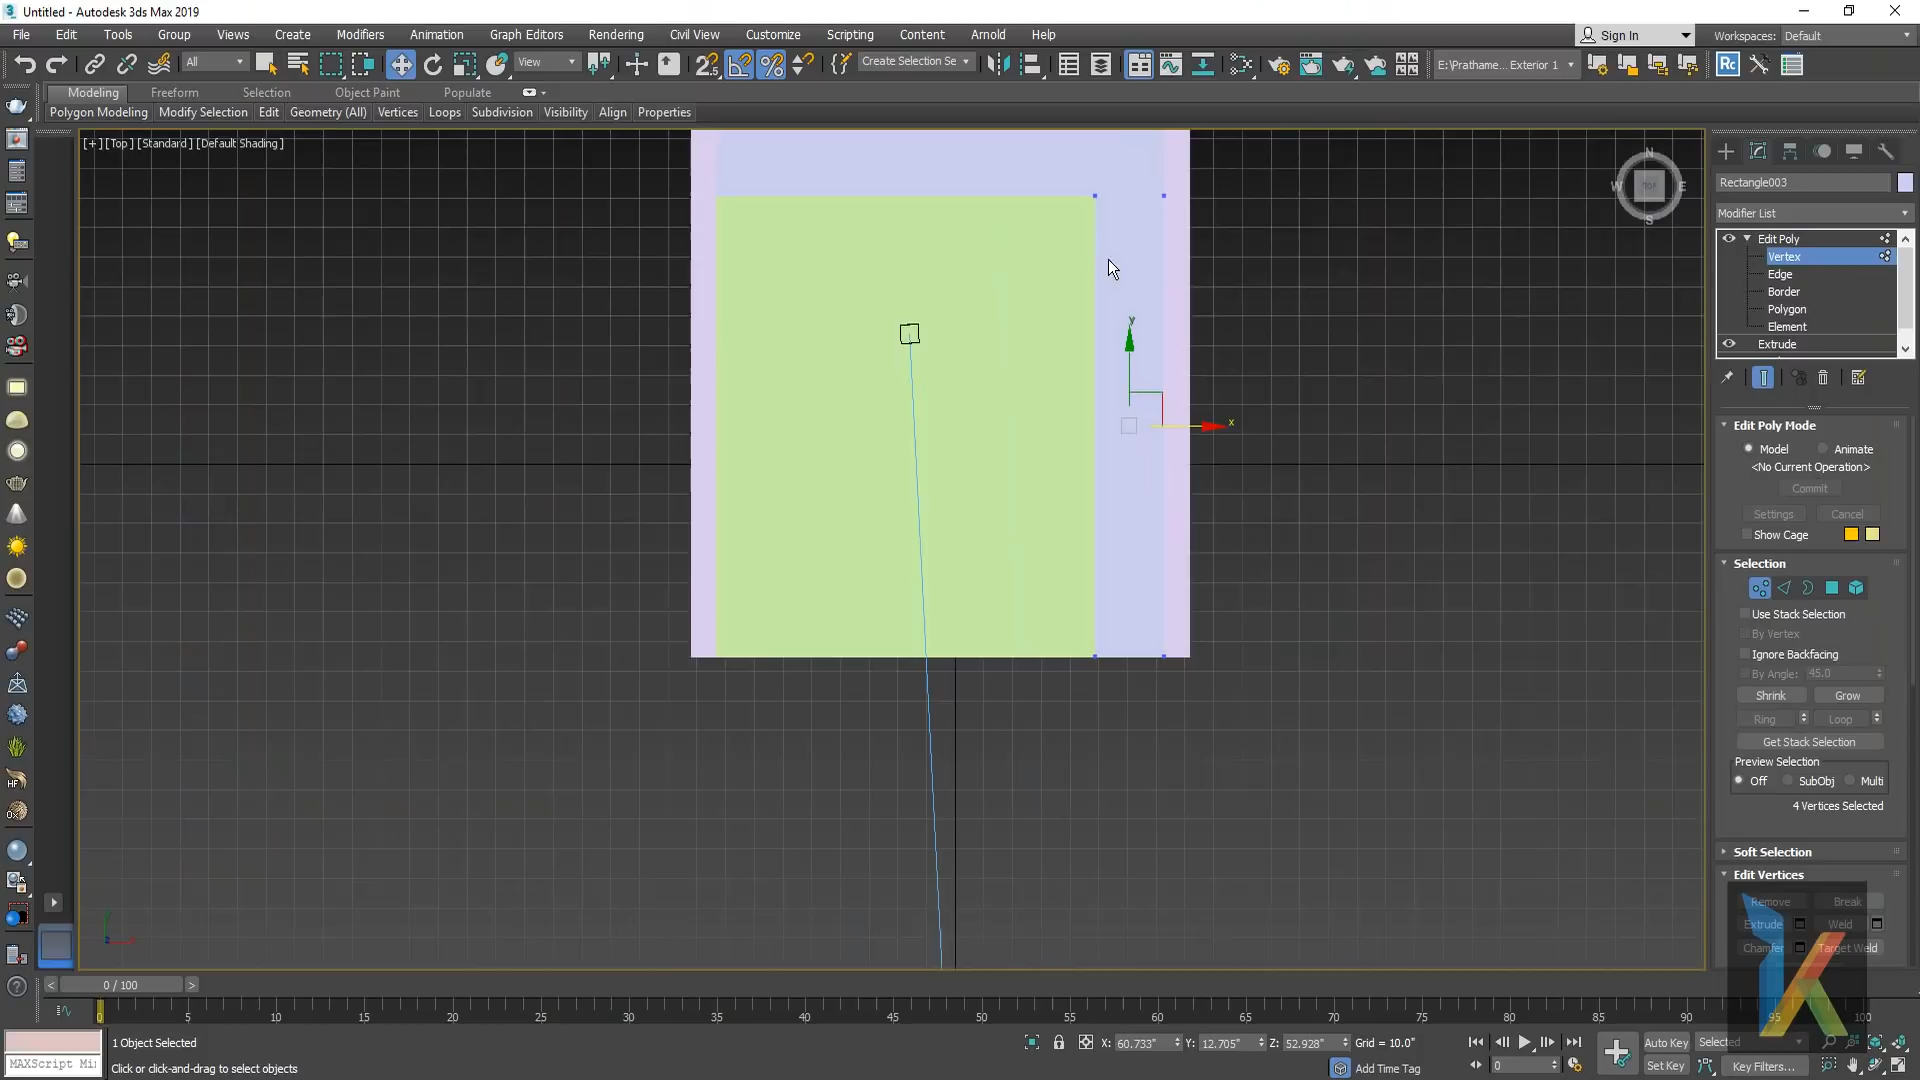 Untitled - Autodesk 3ds Max 2019
File Edit Tools Group Views Create Modifiers Animation Graph Editors Rendering Civil View Customize Scripting Content Arnold Help Sign In Workspaces: Default
All View Create Selection Se E:\Prathame... Exterior 1
Modeling Freeform Selection Object Paint Populate
Polygon Modeling Modify Selection Edit Geometry (All) Vertices Loops Subdivision Visibility Align Properties
[+] [Top ] [Standard ] [Default Shading ]
N
W TOP E
S
Rectangle003
Modifier List
Edit Poly
Vertex
Edge
Border
Polygon
Element
Extrude
y
x
Edit Poly Mode
Model Animate
<No Current Operation>
Commit
Settings Cancel
Show Cage
Selection
Use Stack Selection
By Vertex
Ignore Backfacing
By Angle: 45.0
Shrink Grow
Ring Loop
Get Stack Selection
Preview Selection
Off SubObj Multi
4 Vertices Selected
Soft Selection
Edit Vertices
Remove Break
Extrude Weld
Chamfer Target Weld
0 / 100
0 5 10 15 20 25 30 35 40 45 50 55 60 65 70 75 80 85 90 95 100
1 Object Selected
X: 60.733" Y: 12.705" Z: 52.928" Grid = 10.0"
Auto Key Selected
MAXScript Mi
Click or click-and-drag to select objects
Add Time Tag
0
Set Key Key Filters...